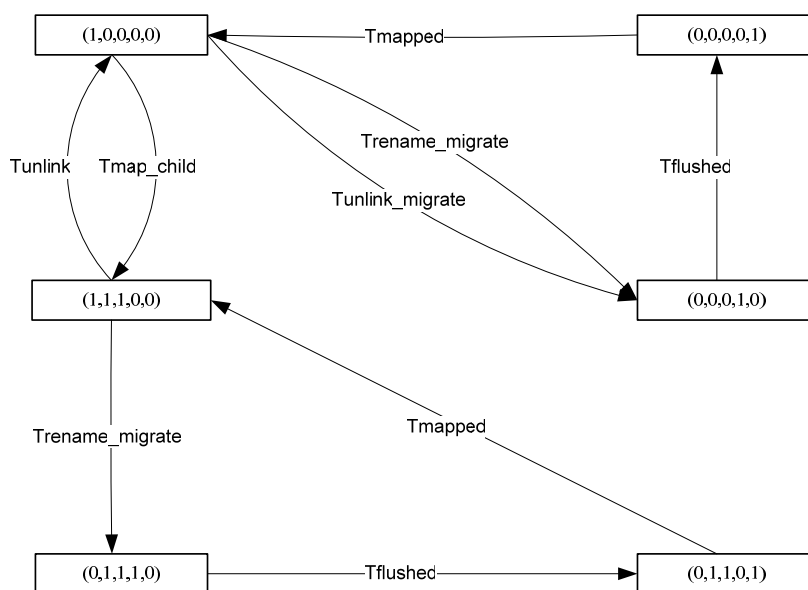 (1,0,0,0,0)
Tmapped
(0,0,0,0,1)
Trename_migrate
Tunlink
Tmap_child
Tflushed
Tunlink_migrate
(1,1,1,0,0)
(0,0,0,1,0)
Tmapped
Trename_migrate
(0,1,1,1,0)
Tflushed
(0,1,1,0,1)